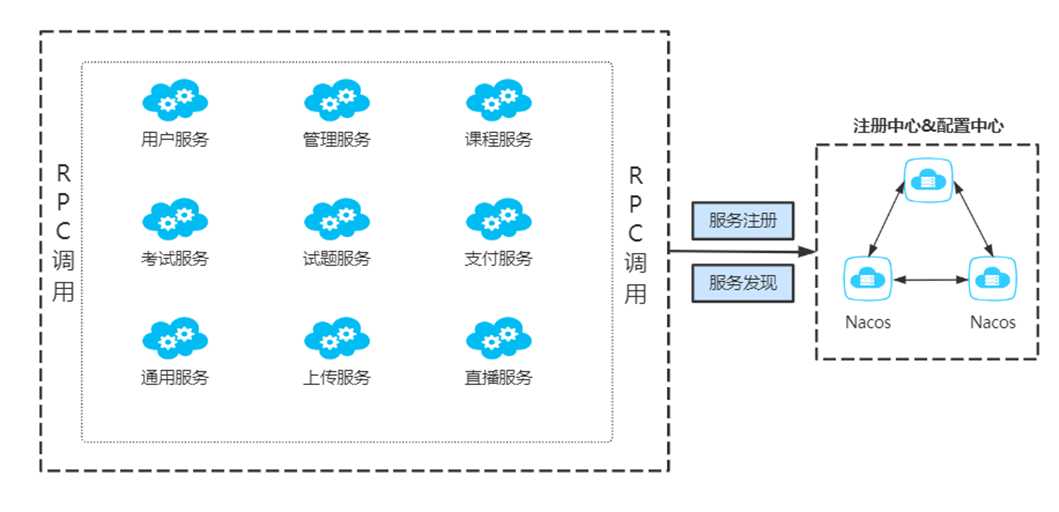 用户服务
管理服务
课程服务
RPC调用
考试服务
试题服务
支付服务
通用服务
上传服务
直播服务
RPC调用
服务注册
服务发现
注册中心&配置中心
Nacos
Nacos